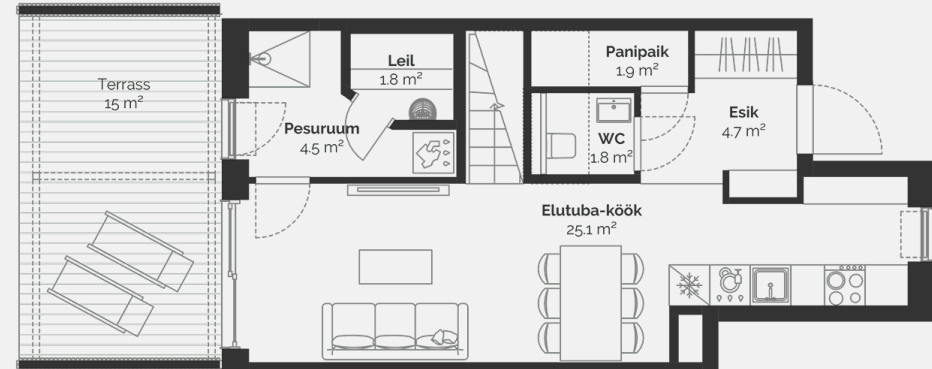 Terrass
15 m²
Leil
1.8 m²
Pesuruum
4.5 m²
Panipaik
1.9 m²
WC
1.8 m²
Esik
4.7 m²
Elutuba-köök
25.1 m²